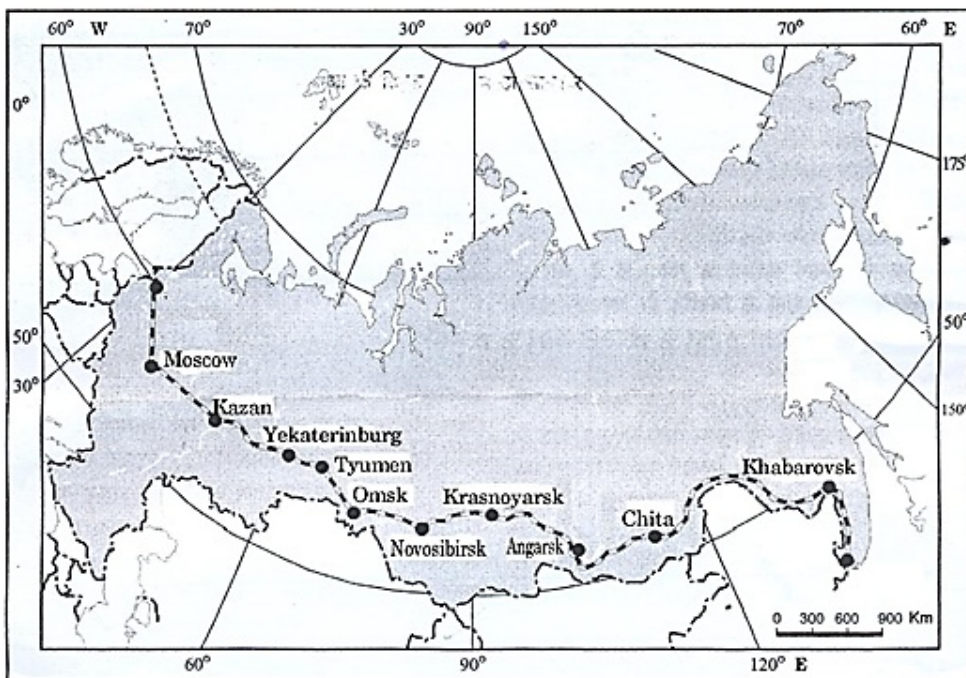 60° W 70° 30° 90° 150° 70° 60° E
0°
175°
50°
50°
30°
150°
Moscow
Kazan
Yekaterinburg
Tyumen
Khabarovsk
Omsk
Krasnoyarsk
Chita
Novosibirsk
Angarsk
0 300 600 900 Km
60° 90° 120° E